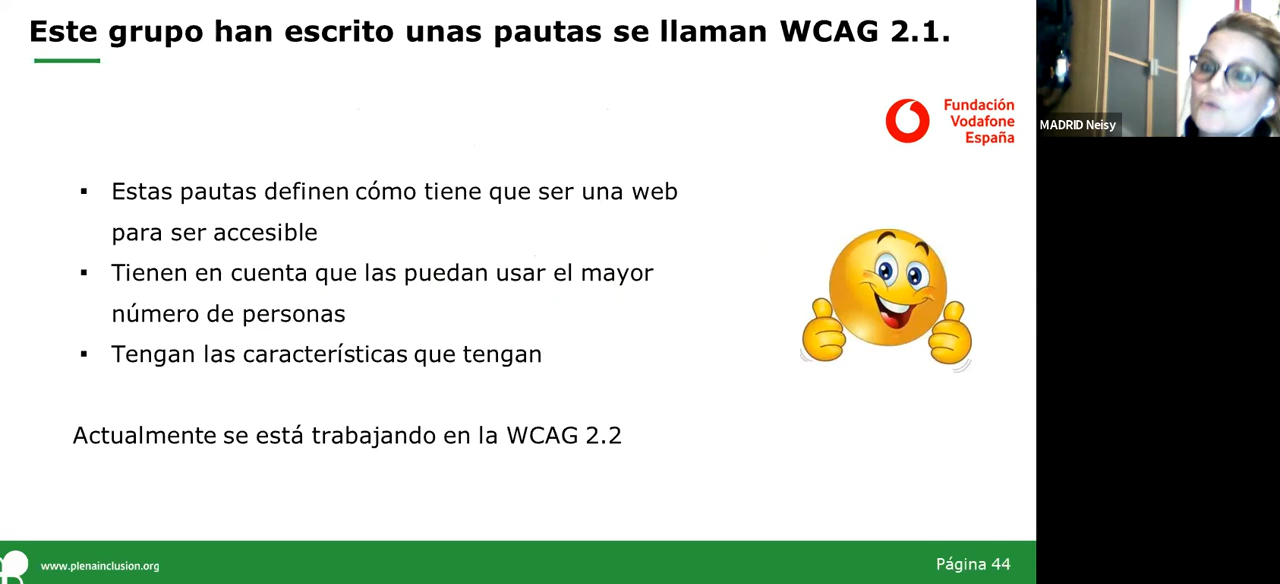 Este grupo han escrito unas pautas se llaman WCAG 2.1.
Fundación
Vodafone
España
MADRID Neisy
▪ Estas pautas definen cómo tiene que ser una web
para ser accesible
▪ Tienen en cuenta que las puedan usar el mayor
número de personas
▪ Tengan las características que tengan
Actualmente se está trabajando en la WCAG 2.2
www.plenainclusion.org
Página 44